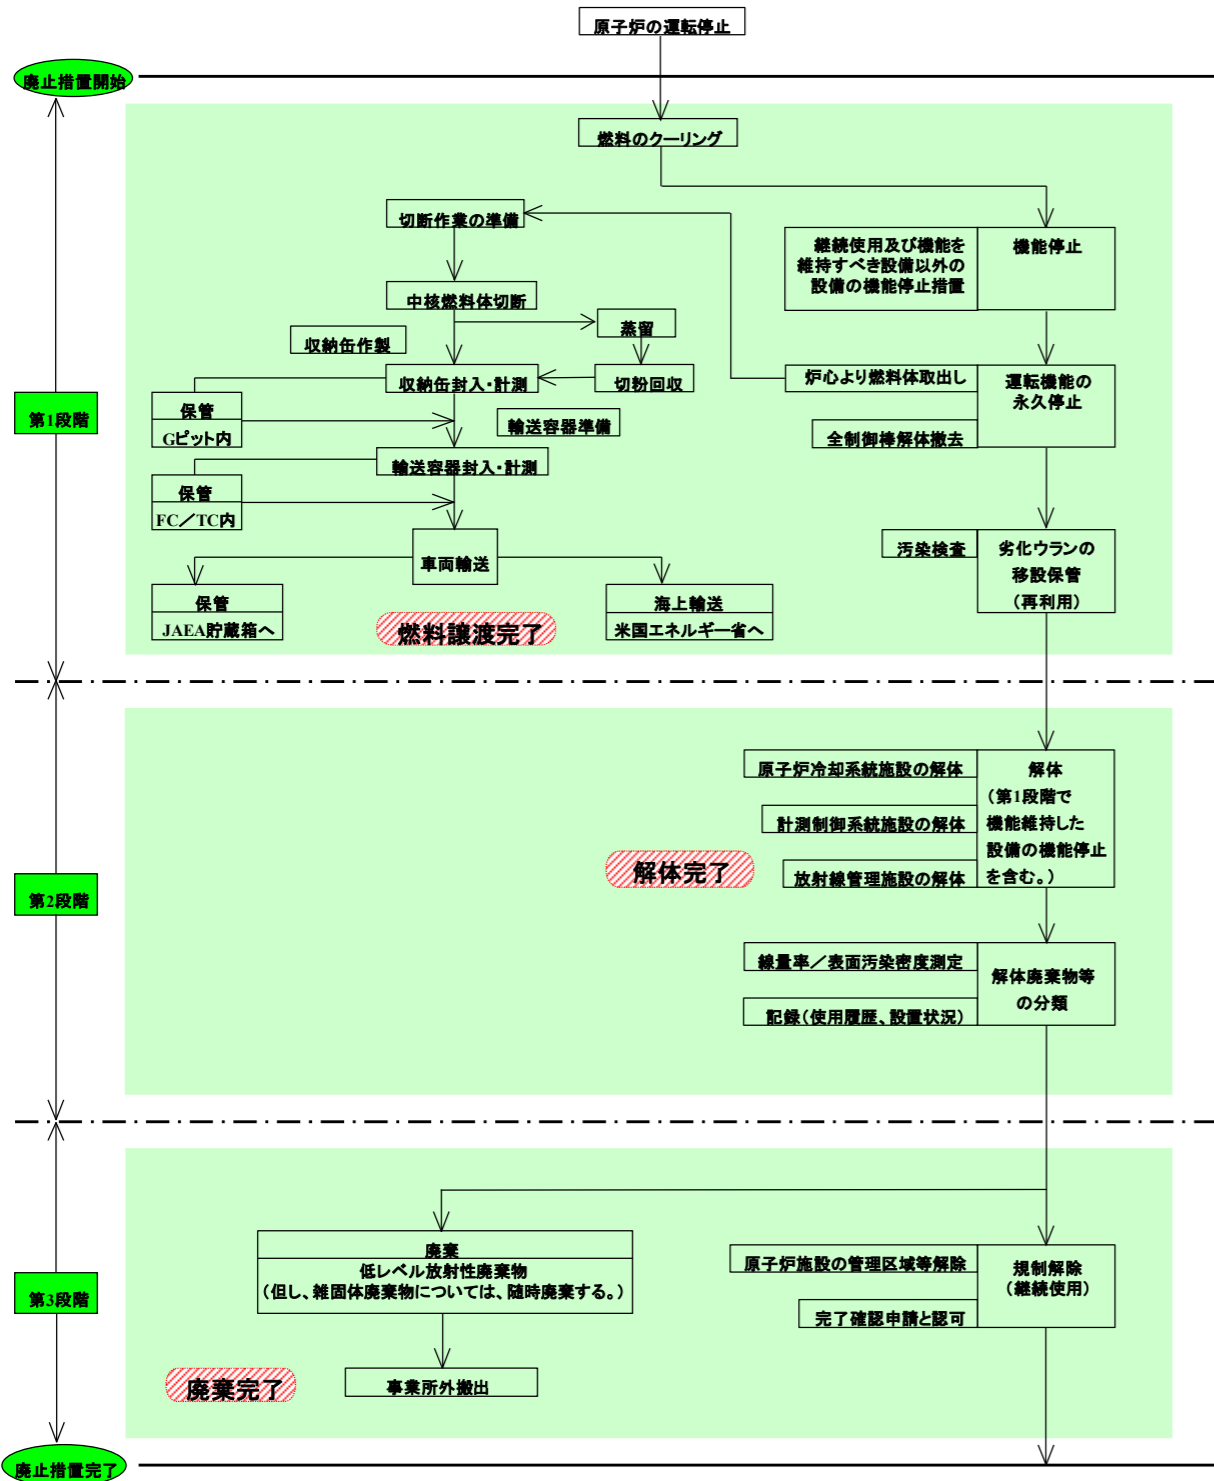 原子炉の運転停止
廃止措置開始
燃料のクーリング
切断作業の準備
継続使用及び機能を
維持すべき設備以外の
設備の機能停止措置
機能停止
中核燃料体切断
蒸留
収納缶作製
収納缶封入・計測
切粉回収
炉心より燃料体取出し
運転機能の
永久停止
第1段階
保管
Gピット内
輸送容器準備
全制御棒解体撤去
輸送容器封入・計測
保管
FC/TC内
車両輸送
汚染検査
劣化ウランの
移設保管
(再利用)
保管
JAEA貯蔵箱へ
燃料譲渡完了
海上輸送
米国エネルギー省へ
原子炉冷却系統施設の解体
計測制御系統施設の解体
放射線管理施設の解体
解体
(第1段階で
機能維持した
設備の機能停止
を含む。)
解体完了
第2段階
線量率/表面汚染密度測定
記録(使用履歴、設置状況)
解体廃棄物等
の分類
廃棄
低レベル放射性廃棄物
(但し、雑固体廃棄物については、随時廃棄する。)
原子炉施設の管理区域等解除
完了確認申請と認可
規制解除
(継続使用)
第3段階
廃棄完了
事業所外搬出
廃止措置完了